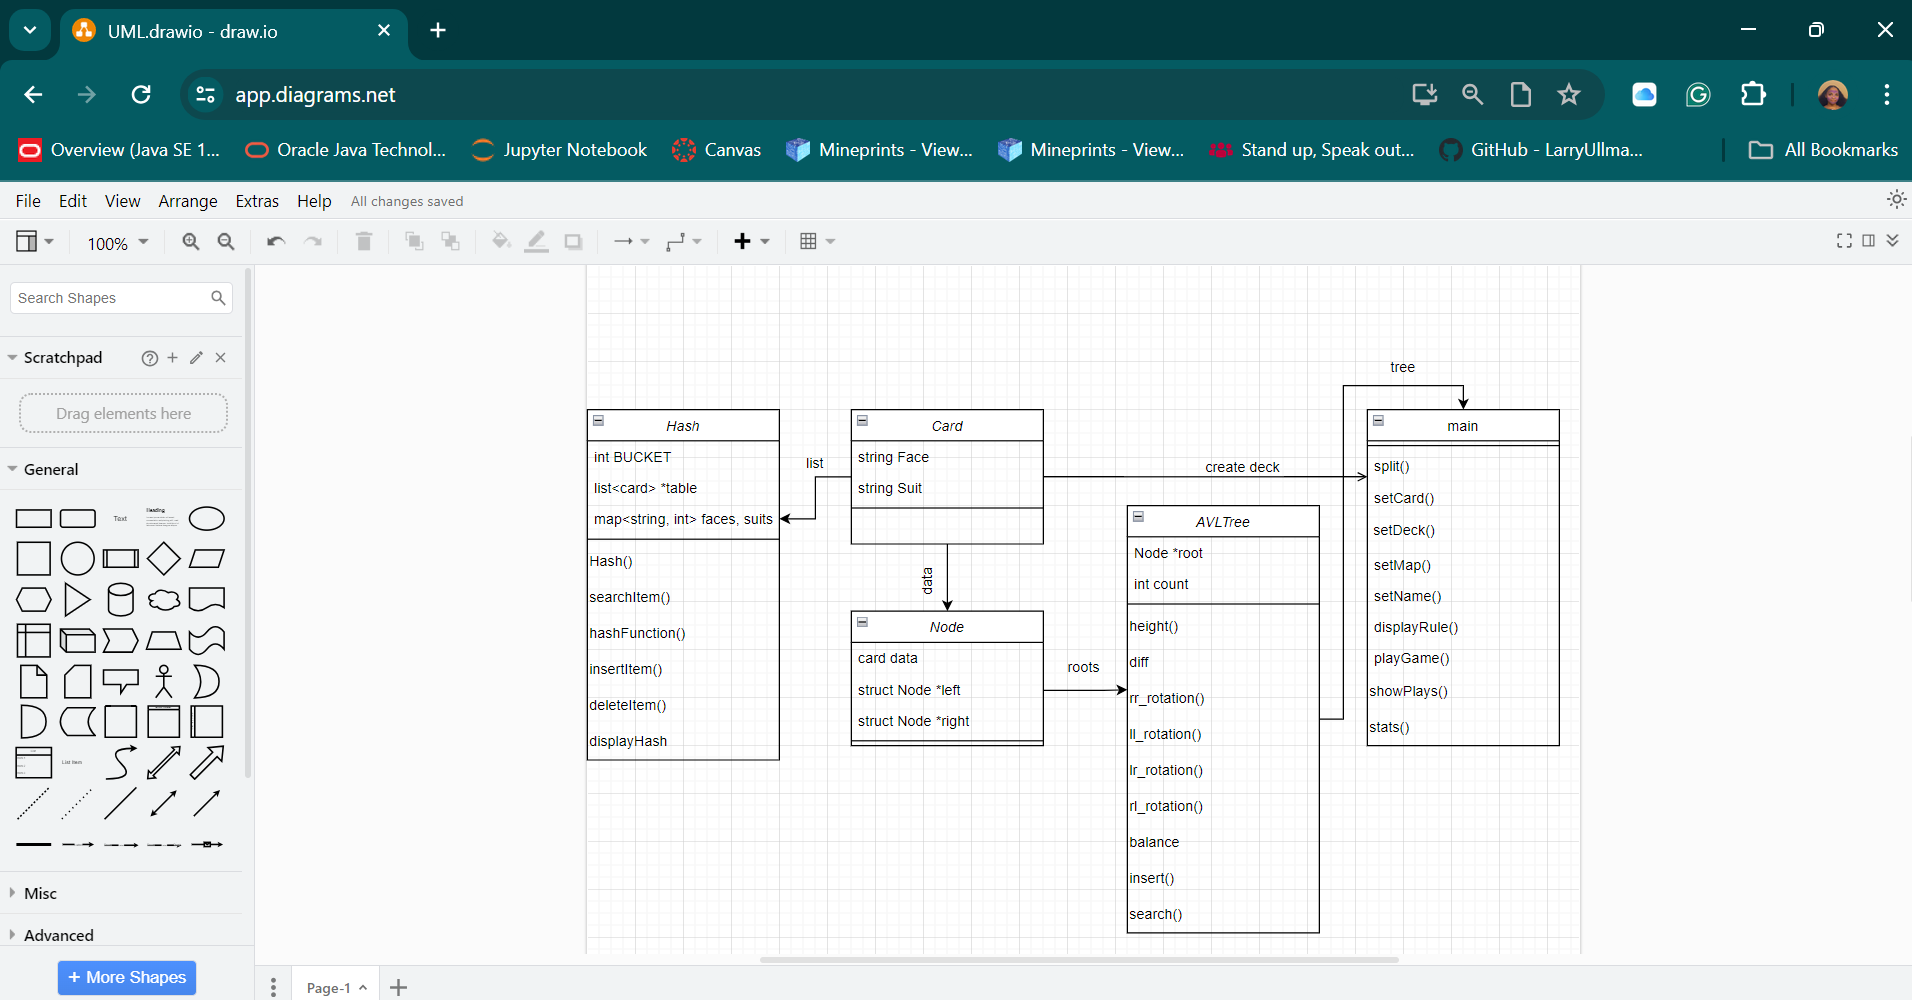 UML.drawio - draw.io
app.diagrams.net
Overview (Java SE 1...
Oracle Java Technol...
Jupyter Notebook
Canvas
Mineprints - View...
Mineprints - View...
Stand up, Speak out...
GitHub - LarryUllma...
All Bookmarks
File
Edit
View
Arrange
Extras
Help
All changes saved
100%
Search Shapes
Scratchpad
Drag elements here
General
Text
Heading
List Item
Misc
Advanced
+ More Shapes
Hash
int BUCKET
list<card> *table
map<string, int> faces, suits
Hash()
searchItem()
hashFunction()
insertItem()
deleteItem()
displayHash
list
Card
string Face
string Suit
data
Node
card data
struct Node *left
struct Node *right
roots
create deck
AVLTree
Node *root
int count
height()
diff
rr_rotation()
ll_rotation()
lr_rotation()
rl_rotation()
balance
insert()
search()
tree
main
split()
setCard()
setDeck()
setMap()
setName()
displayRule()
playGame()
showPlays()
stats()
Page-1